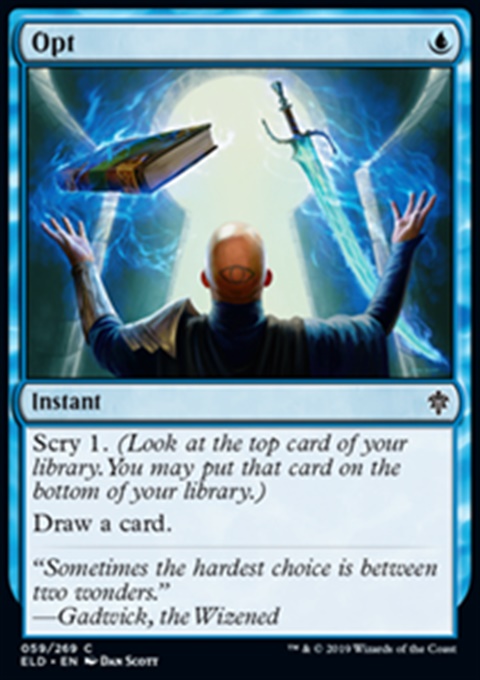 Opt
Instant
Scry 1. (Look at the top card of your
library. You may put that card on the
bottom of your library.)
Draw a card.
“Sometimes the hardest choice is between
two wonders.”
—Gadwick, the Wizened
059/269 C
ELD • EN Dan Scott
™ & © 2019 Wizards of the Coast